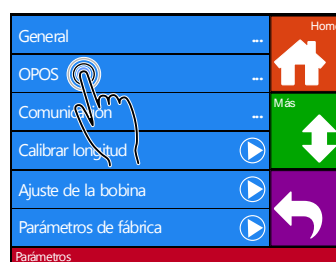 General ...
Home
OPOS ...
Comunicación ...
Más
Calibrar longitud
Ajuste de la bobina
Parámetros de fábrica
Parámetros